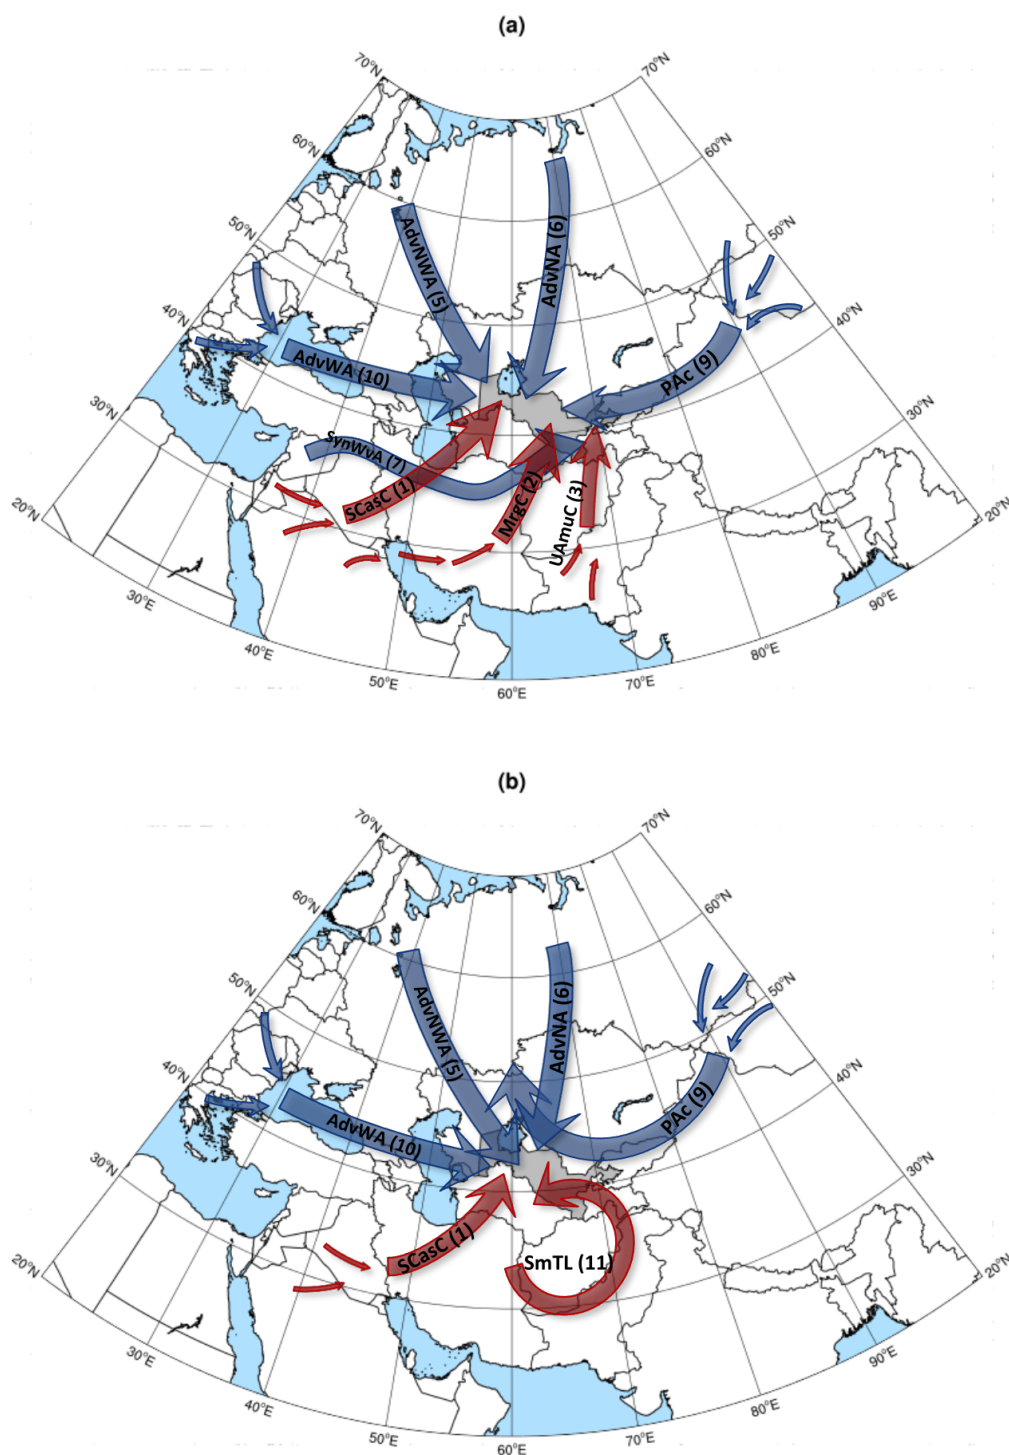 (a)
70°N
70°N
60°N
60°N
50°N
50°N
40°N
40°N
30°N
30°N
20°N
20°N
30°E
40°E
50°E
60°E
70°E
80°E
90°E
AdvNWA (5)
AdvNA (6)
AdvWA (10)
PAc (9)
SynWvA (7)
SCasC (1)
MrgC (2)
UAmuC (3)
(b)
70°N
70°N
60°N
60°N
50°N
50°N
40°N
40°N
30°N
30°N
20°N
20°N
30°E
40°E
50°E
60°E
70°E
80°E
90°E
AdvNWA (5)
AdvNA (6)
AdvWA (10)
PAc (9)
SCasC (1)
SmTL (11)